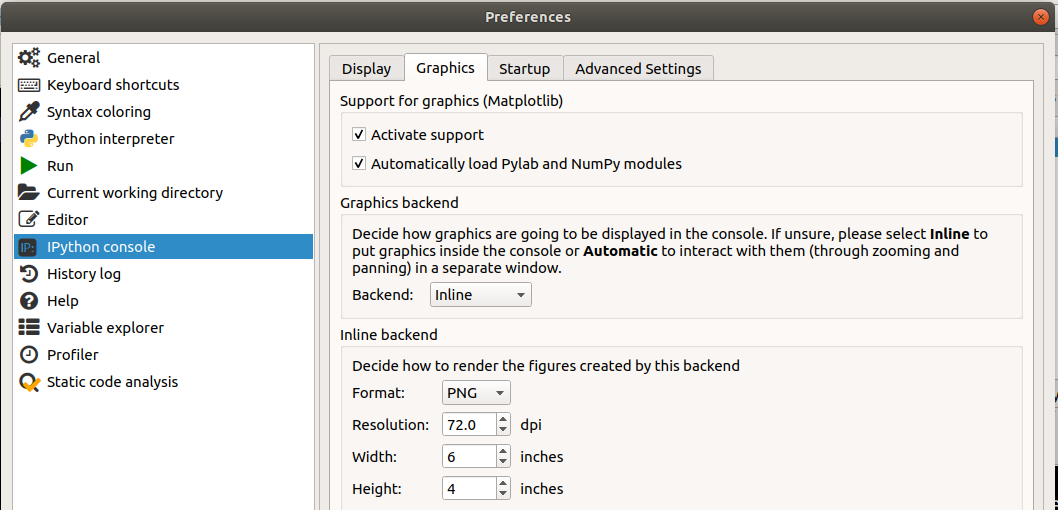 Preferences
General
Keyboard shortcuts
Syntax coloring
Python interpreter
Run
Current working directory
Editor
IP: IPython console
History log
Help
Variable explorer
Profiler
Static code analysis
Display Graphics Startup Advanced Settings
Support for graphics (Matplotlib)
Activate support
Automatically load Pylab and NumPy modules
Graphics backend
Decide how graphics are going to be displayed in the console. If unsure, please select Inline to
put graphics inside the console or Automatic to interact with them (through zooming and
panning) in a separate window.
Backend: Inline
Inline backend
Decide how to render the figures created by this backend
Format: PNG
Resolution: 72.0 dpi
Width: 6 inches
Height: 4 inches